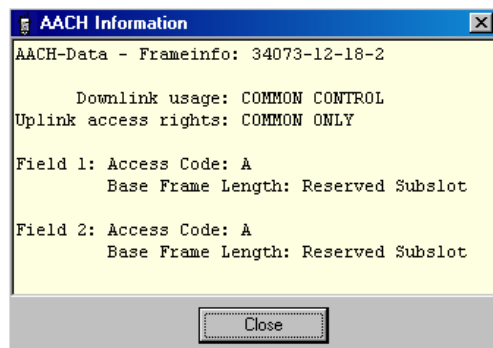 AACH Information
AACH-Data - Frameinfo: 34073-12-18-2
Downlink usage: COMMON CONTROL
Uplink access rights: COMMON ONLY
Field 1: Access Code: A
Base Frame Length: Reserved Subslot
Field 2: Access Code: A
Base Frame Length: Reserved Subslot
Close